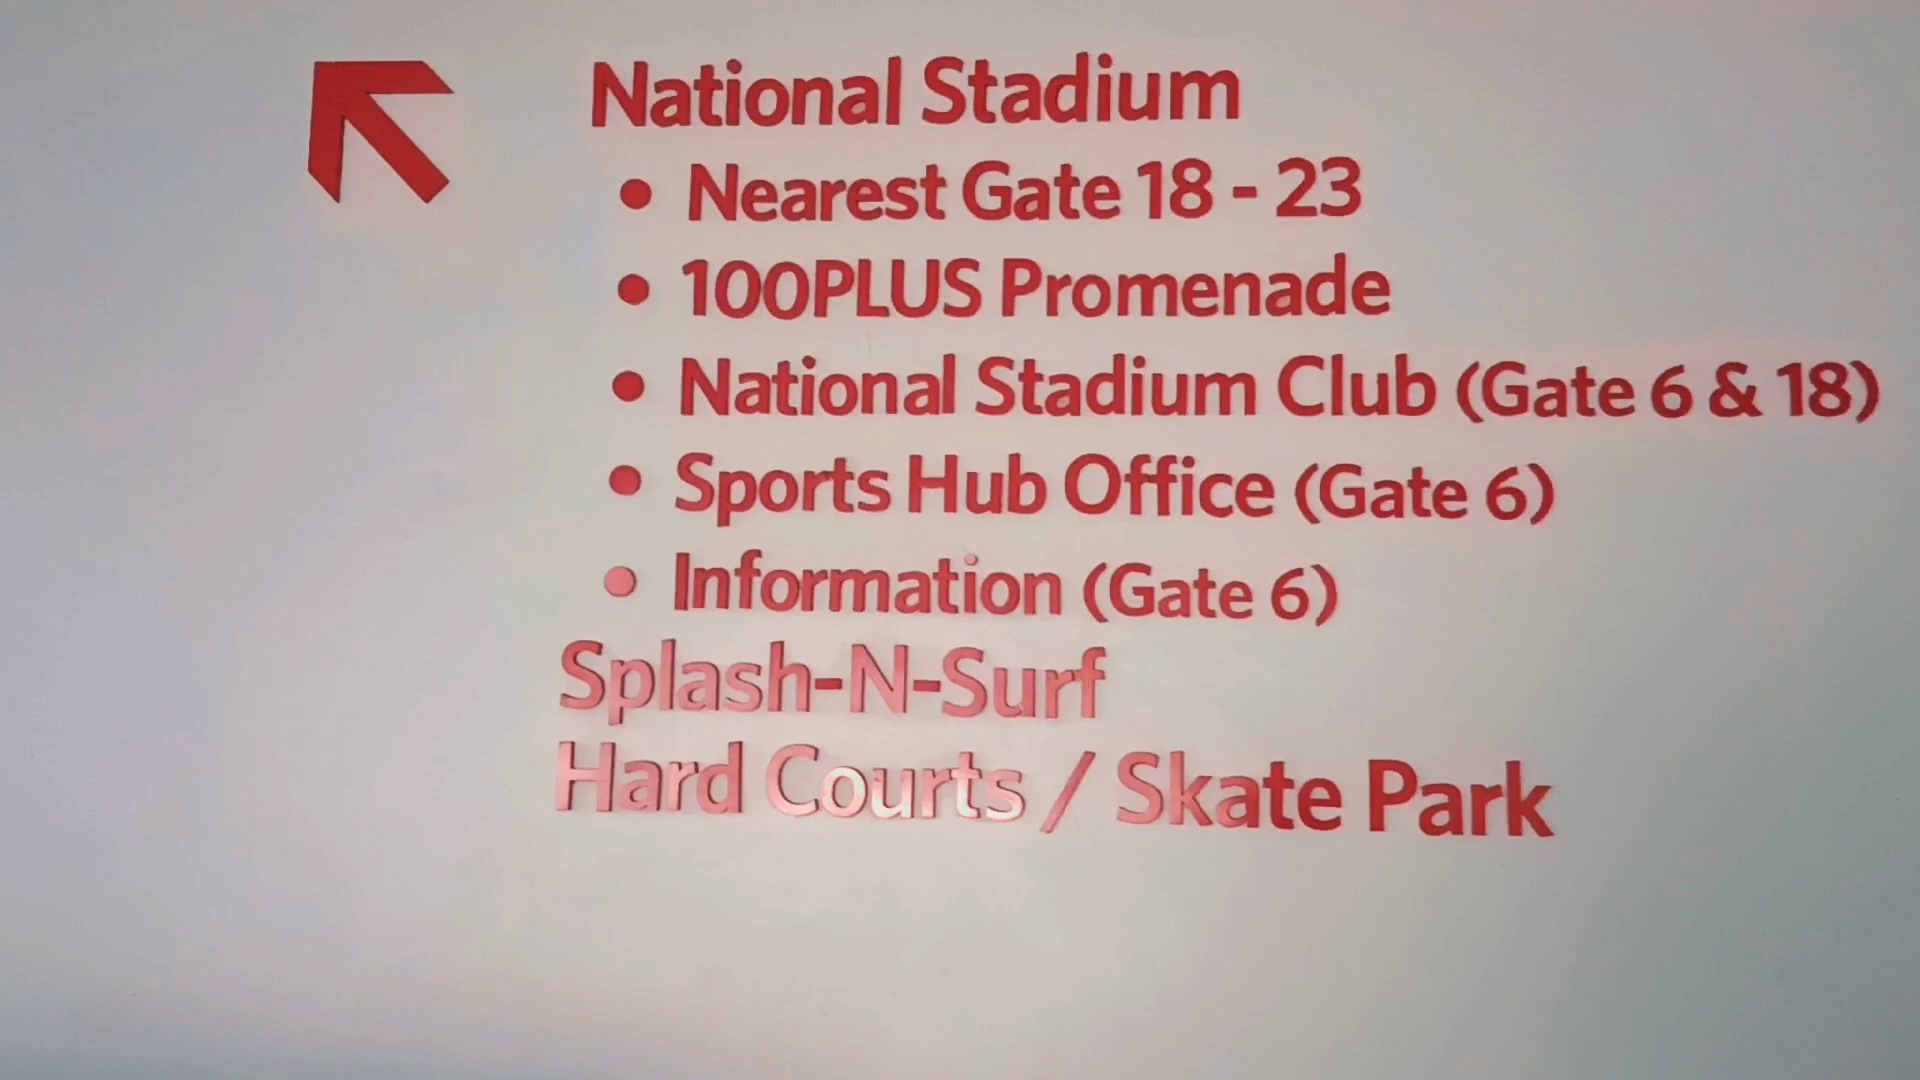 National Stadium
• Nearest Gate 18 - 23
• 100PLUS Promenade
• National Stadium Club (Gate 6 & 18)
• Sports Hub Office (Gate 6)
• Information (Gate 6)
Splash-N-Surf
Hard Courts / Skate Park